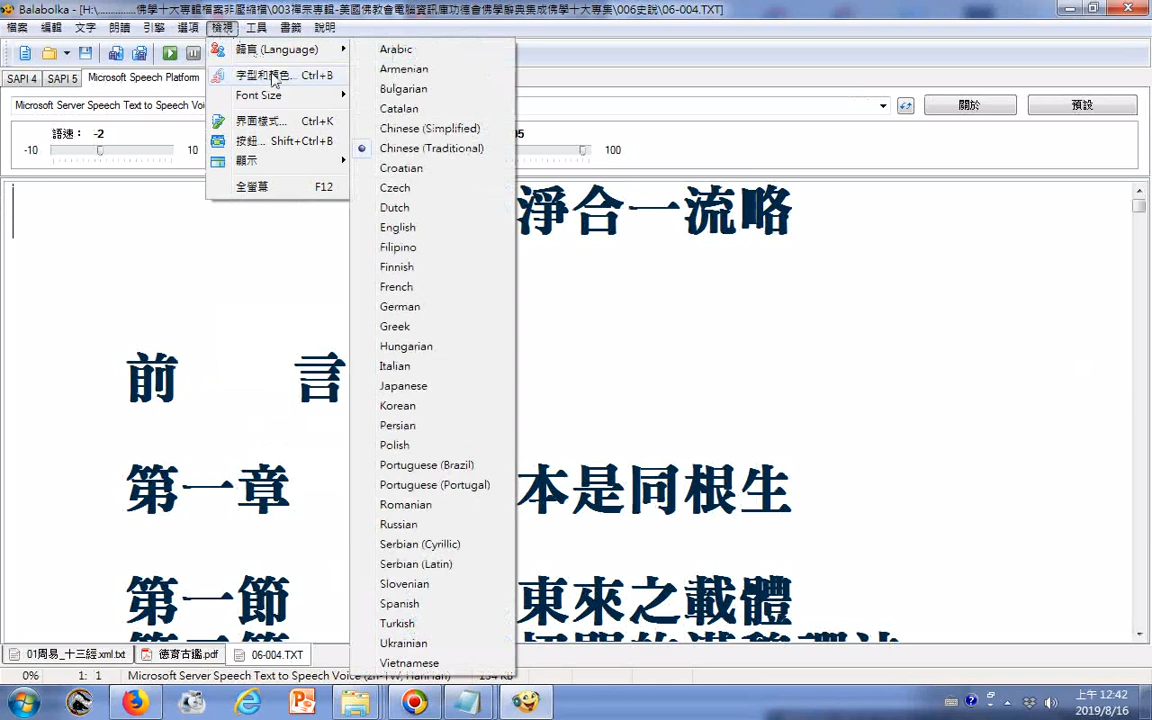 Balabolka - [H:\..............佛學十大專輯檔案非壓縮檔\003禪宗專輯-美國佛教會電腦資訊庫功德會佛學辭典集成佛學十大專集\006史說\06-004.TXT]
檔案 編輯 文字 朗讀 引擎 選項 檢視 工具 書籤 說明
SAPI 4 SAPI 5 Microsoft Speech Platform
Microsoft Server Speech Text to Speech Voi
關於 預設
語速： -2
-10 10
95
100
語言 (Language)
字型和顏色... Ctrl+B
Font Size
界面樣式... Ctrl+K
按鈕... Shift+Ctrl+B
顯示
全螢幕 F12
Arabic
Armenian
Bulgarian
Catalan
Chinese (Simplified)
Chinese (Traditional)
Croatian
Czech
Dutch
English
Filipino
Finnish
French
German
Greek
Hungarian
Italian
Japanese
Korean
Persian
Polish
Portuguese (Brazil)
Portuguese (Portugal)
Romanian
Russian
Serbian (Cyrillic)
Serbian (Latin)
Slovenian
Spanish
Turkish
Ukrainian
Vietnamese
淨合一流略
前 言
第一章 本是同根生
第一節 東來之載體
01周易_十三經.xml.txt 德育古鑑.pdf 06-004.TXT
0% 1: 1 Microsoft Server Speech Text to Speech Voice (zh-TW, HanHan)
上午 12:42
2019/8/16